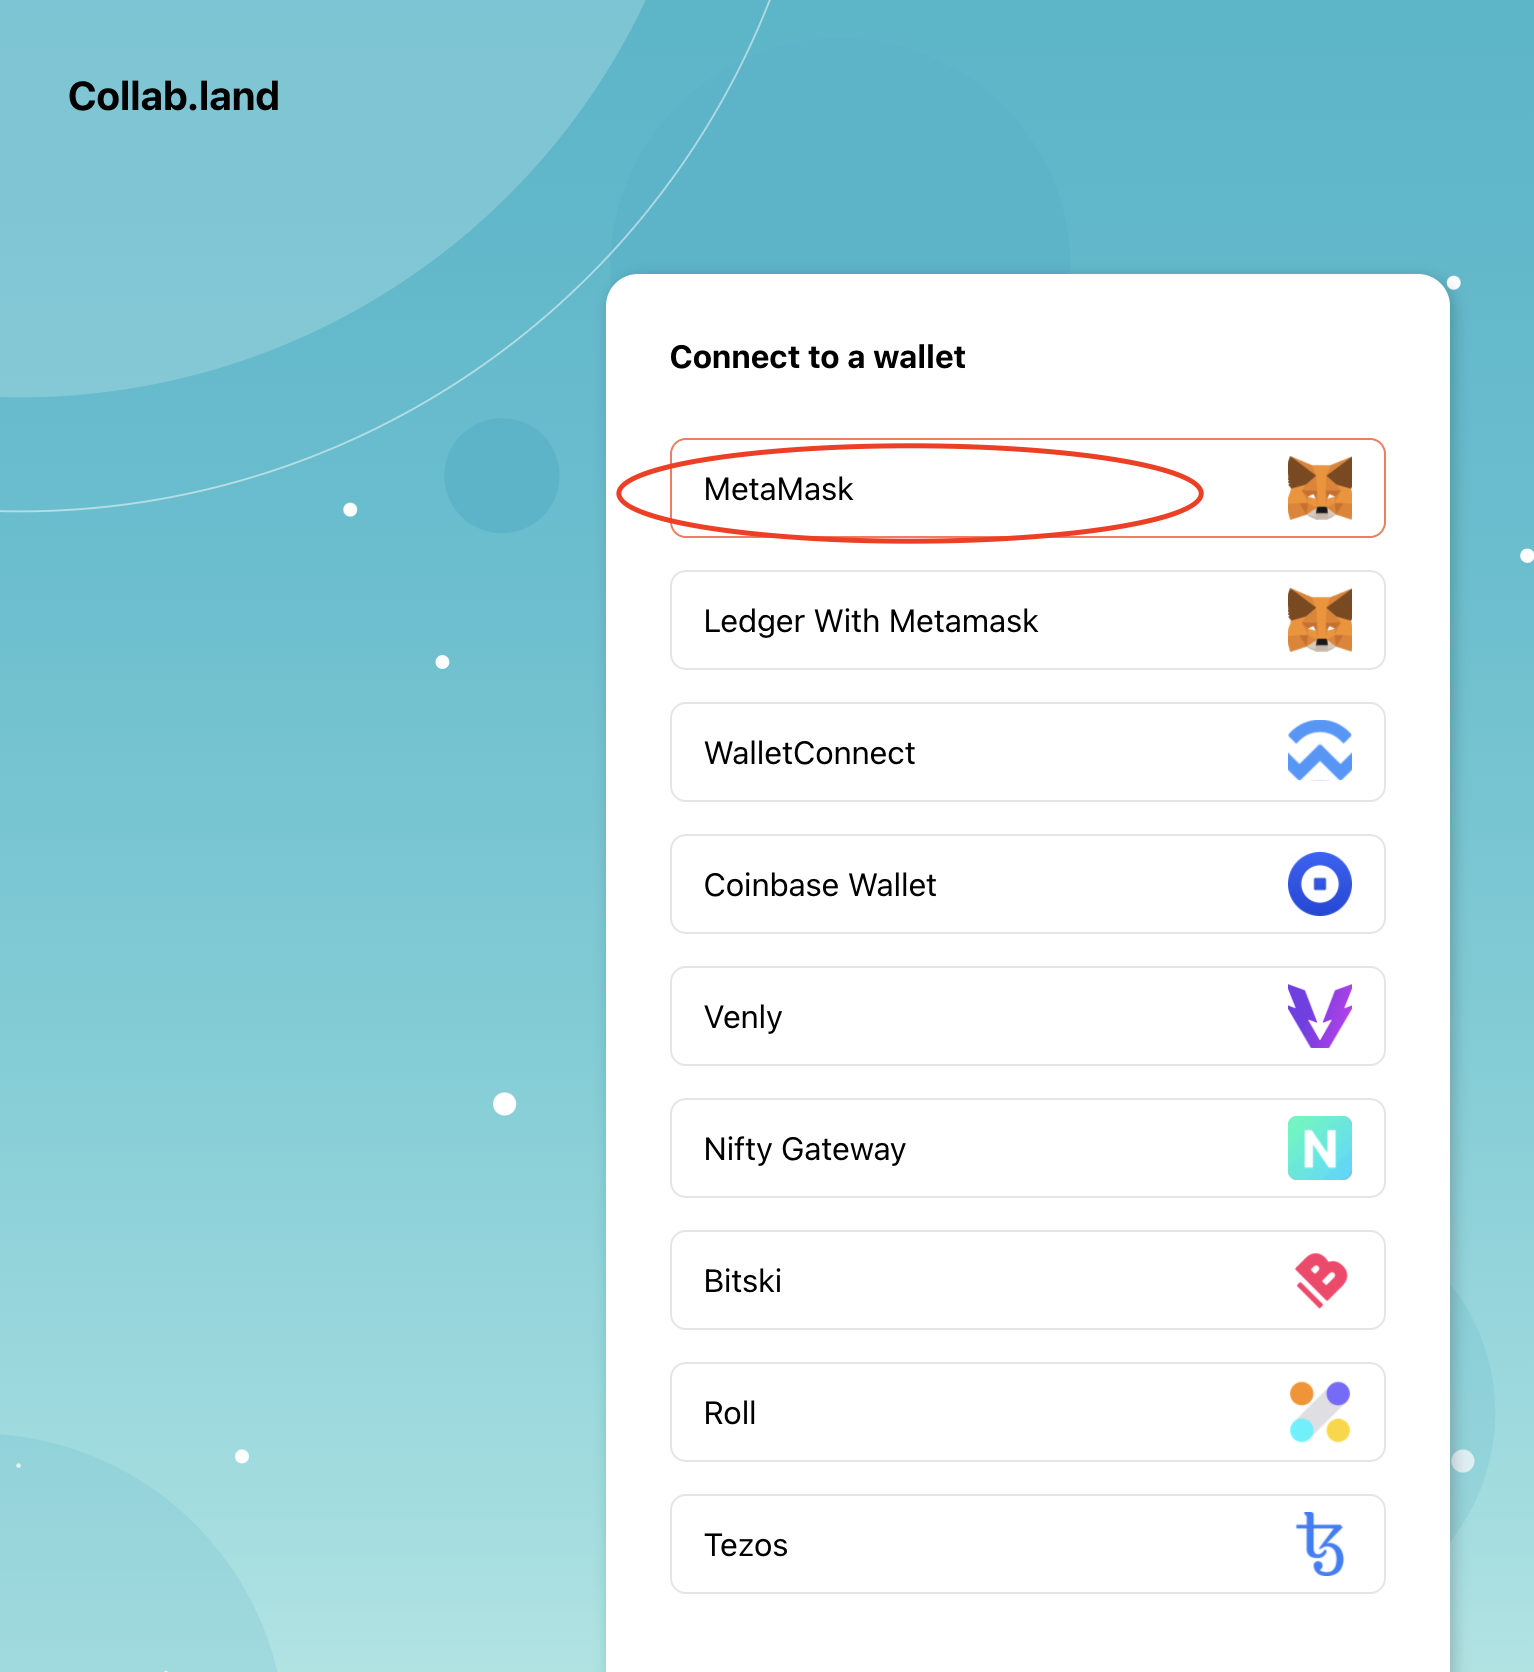 Collab.land
Connect to a wallet
MetaMask
Ledger With Metamask
WalletConnect
Coinbase Wallet
Venly
Nifty Gateway
N
Bitski
Roll
Tezos